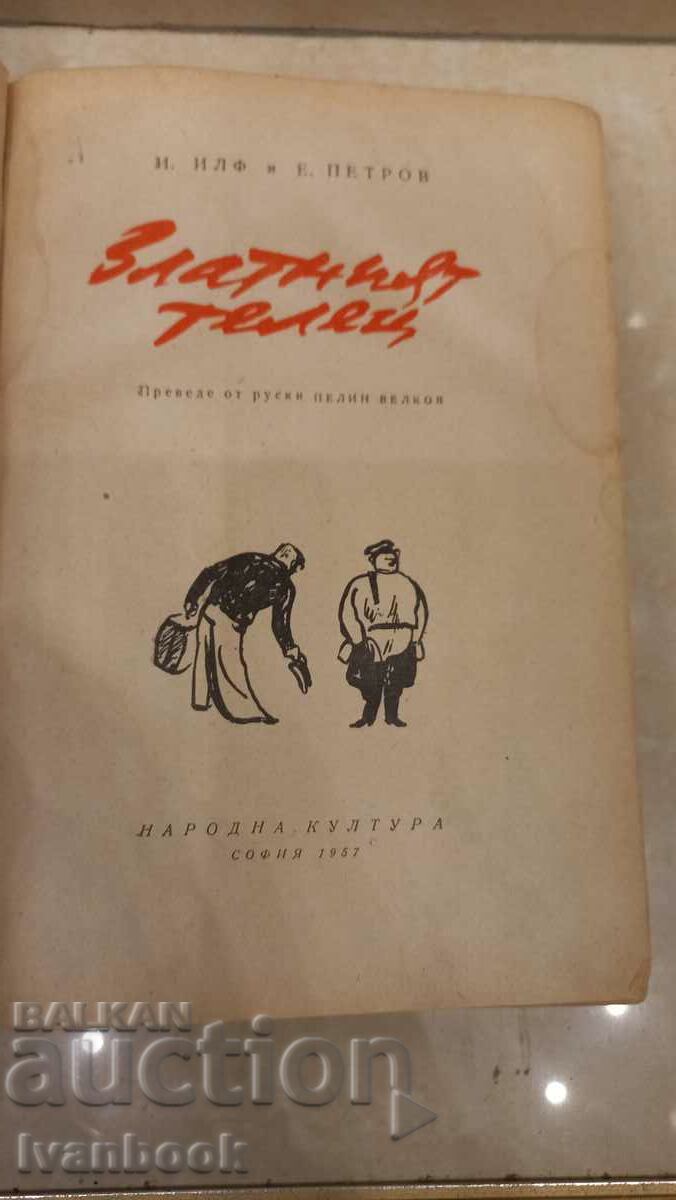 И. ИЛФ и Е. ПЕТРОВ
Златният
телец
Преведе от руски ПЕЛИН ВЕЛКОВ
НАРОДНА КУЛТУРА
СОФИЯ 1957
BALKAN
auction
Ivanbook